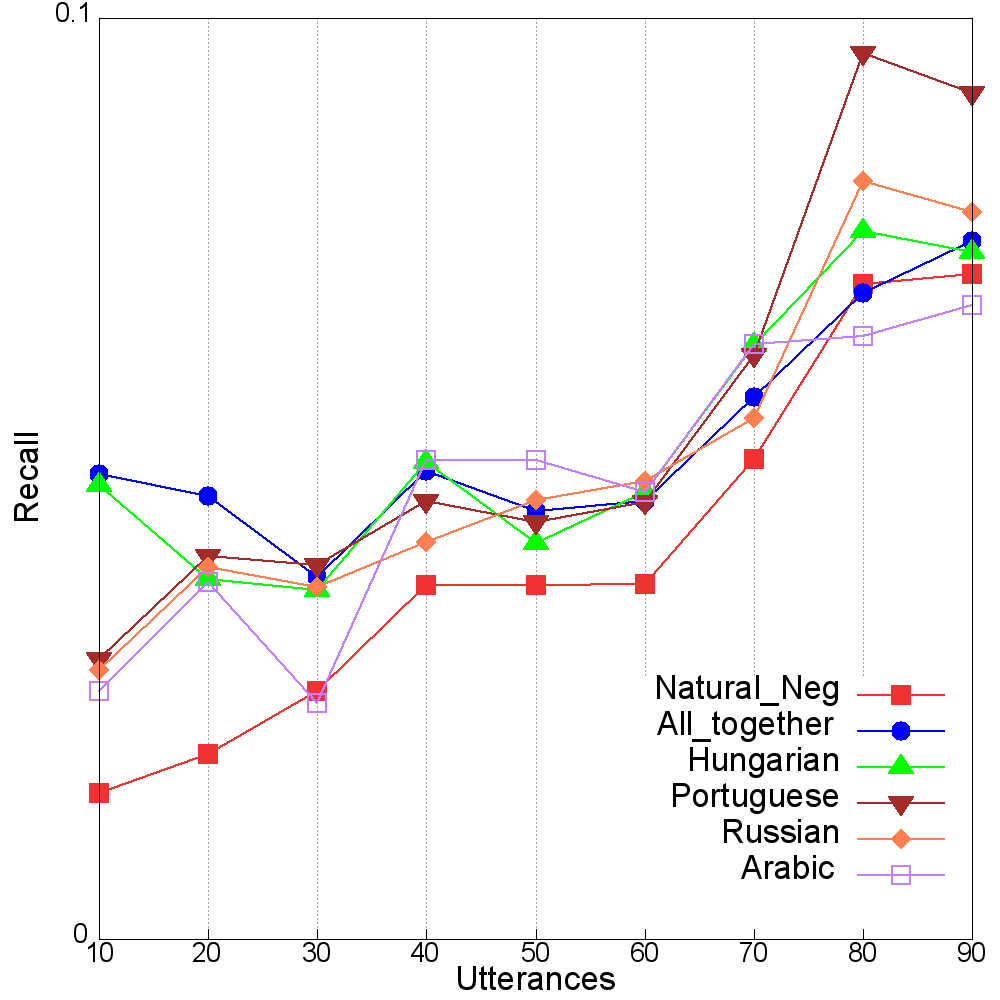 0.1
Recall
Natural_Neg
All_together
Hungarian
Portuguese
Russian
Arabic
0
10 20 30 40 50 60 70 80 90
Utterances